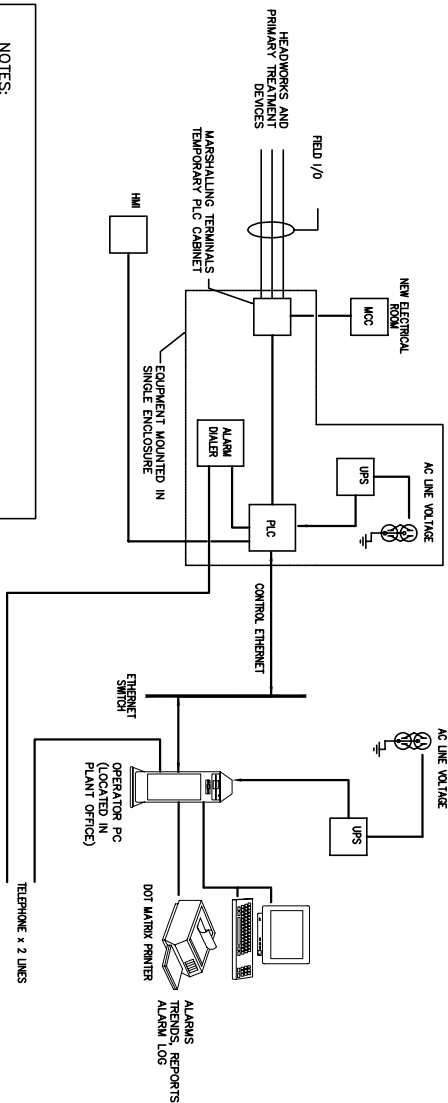 NOTES:
HEADWORKS AND
PRIMARY TREATMENT
DEVICES
FIELD I/O
MARSHALLING TERMINALS
TEMPORARY PLC CABINET
HMI
NEW ELECTRICAL
ROOM
MCC
EQUPMENT MOUNTED IN
SINGLE ENCLOSURE
ALARM
DIALER
AC LINE VOLTAGE
UPS
PLC
CONTROL ETHERNET
ETHERNET
SWITCH
AC LINE VOLTAGE
UPS
OPERATOR PC
(LOCATED IN
PLANT OFFICE)
DOT MATRIX PRINTER
ALARMS
TRENDS, REPORTS
ALARM LOG
TELEPHONE x 2 LINES